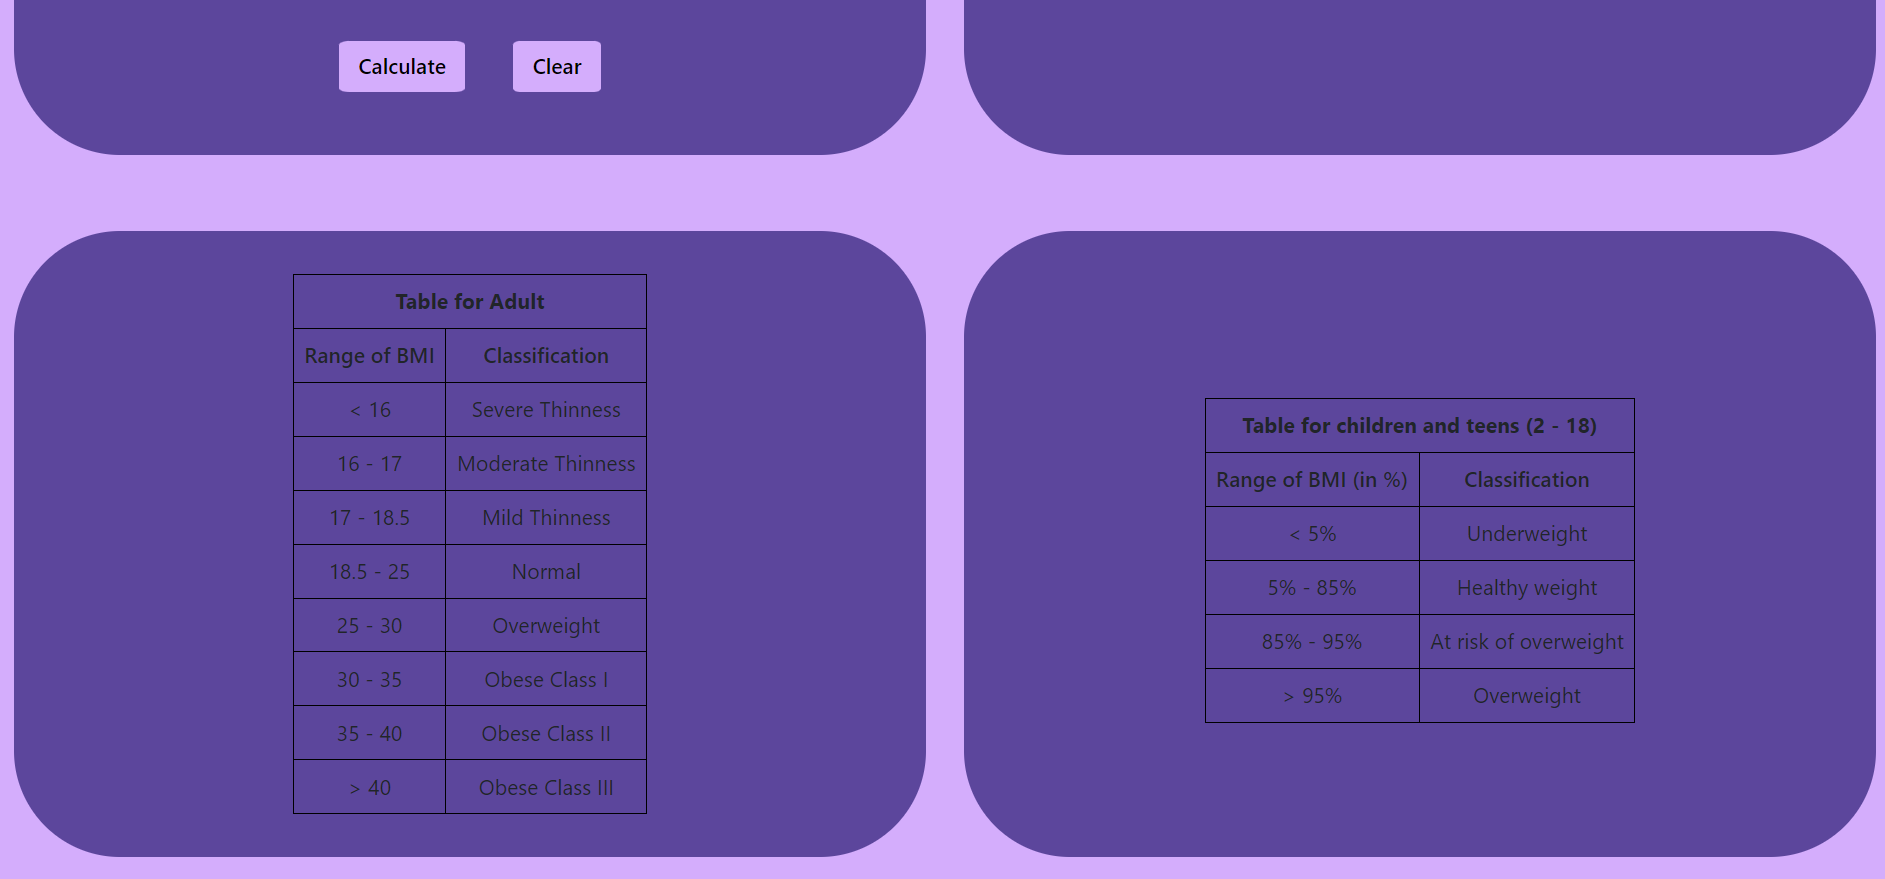 Calculate Clear
Table for Adult
Range of BMI Classification
< 16 Severe Thinness
16 - 17 Moderate Thinness
17 - 18.5 Mild Thinness
18.5 - 25 Normal
25 - 30 Overweight
30 - 35 Obese Class I
35 - 40 Obese Class II
> 40 Obese Class III
Table for children and teens (2 - 18)
Range of BMI (in %) Classification
< 5% Underweight
5% - 85% Healthy weight
85% - 95% At risk of overweight
> 95% Overweight